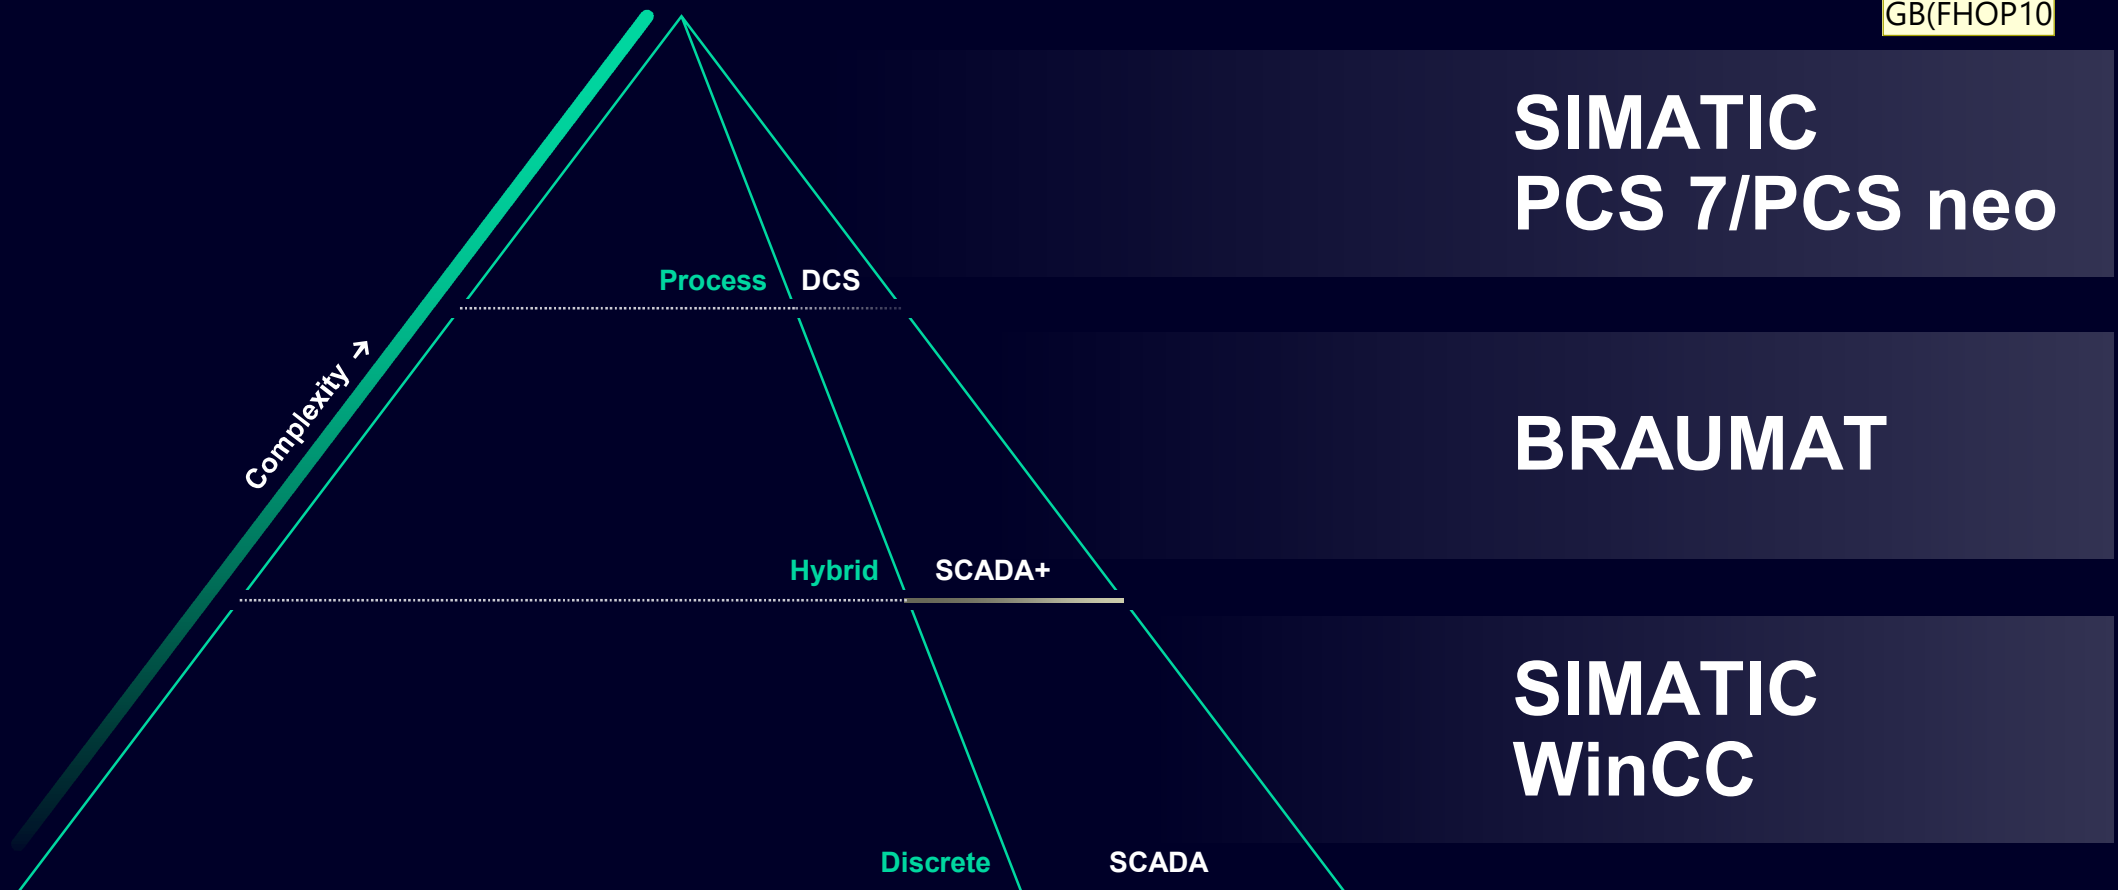 GB(FHOP10
SIMATIC
PCS 7/PCS neo
Process DCS
Complexity ↗
BRAUMAT
Hybrid SCADA+
SIMATIC
WinCC
Discrete SCADA